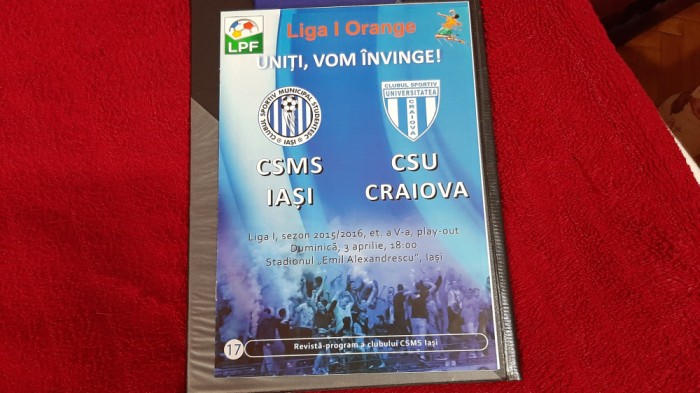 LPF
Liga I Orange
UNIȚI, VOM ÎNVINGE!
CLUBUL SPORTIV MUNICIPAL STUDENȚESC
IAȘI
CLUBUL SPORTIV
UNIVERSITATEA
CRAIOVA
CSMS
IAȘI
CSU
CRAIOVA
Liga I, sezon 2015/2016, et. a V-a, play-out
Duminică, 3 aprilie, 18:00
Stadionul „Emil Alexandrescu”, Iași
17
Revistă-program a clubului CSMS Iași